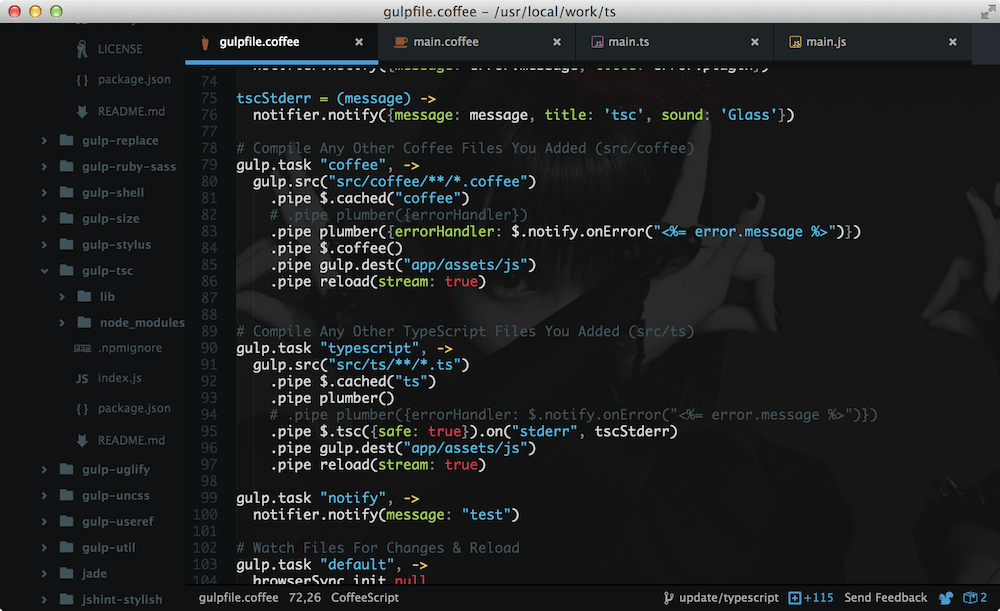 gulpfile.coffee – /usr/local/work/ts
gulpfile.coffee
main.coffee
main.ts
main.js
LICENSE
package.json
README.md
gulp-replace
gulp-ruby-sass
gulp-shell
gulp-size
gulp-stylus
gulp-tsc
lib
node_modules
.npmignore
index.js
package.json
README.md
gulp-uglify
gulp-uncss
gulp-useref
gulp-util
jade
jshint-stylish
74
75 tscStderr = (message) ->
76 notifier.notify({message: message, title: 'tsc', sound: 'Glass'})
77
78 # Compile Any Other Coffee Files You Added (src/coffee)
79 gulp.task "coffee", ->
80 gulp.src("src/coffee/**/*.coffee")
81 .pipe $.cached("coffee")
82 # .pipe plumber({errorHandler})
83 .pipe plumber({errorHandler: $.notify.onError("<%= error.message %>")})
84 .pipe $.coffee()
85 .pipe gulp.dest("app/assets/js")
86 .pipe reload(stream: true)
87
88
89 # Compile Any Other TypeScript Files You Added (src/ts)
90 gulp.task "typescript", ->
91 gulp.src("src/ts/**/*.ts")
92 .pipe $.cached("ts")
93 .pipe plumber()
94 # .pipe plumber({errorHandler: $.notify.onError("<%= error.message %>")})
95 .pipe $.tsc({safe: true}).on("stderr", tscStderr)
96 .pipe gulp.dest("app/assets/js")
97 .pipe reload(stream: true)
98
99 gulp.task "notify", ->
100 notifier.notify(message: "test")
101
102 # Watch Files For Changes & Reload
103 gulp.task "default", ->
104 browserSync.init null
gulpfile.coffee 72,26 CoffeeScript
update/typescript +115 Send Feedback 2